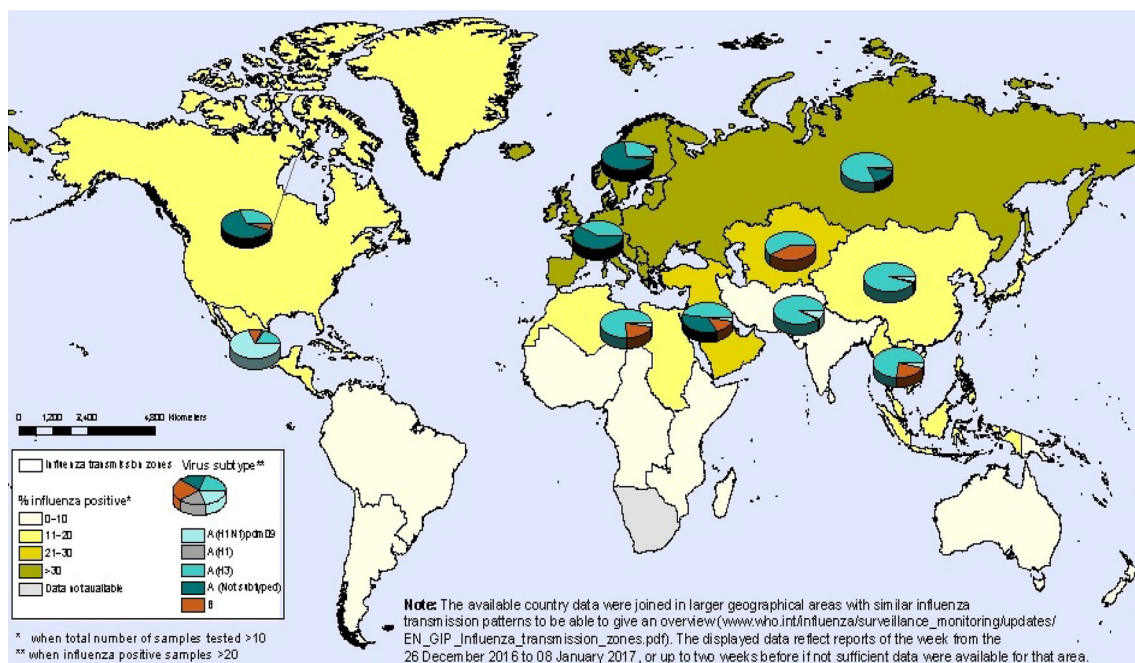 0 1,200 2,400 4,800 Kilometers
Influenza transmission zones
Virus subtype**
% influenza positive*
0–10
11–20
21–30
>30
Data not available
A(H1N1)pdm09
A(H1)
A(H3)
A (Not subtyped)
B
* when total number of samples tested >10
** when influenza positive samples >20
Note: The available country data were joined in larger geographical areas with similar influenza
transmission patterns to be able to give an overview (www.who.int/influenza/surveillance_monitoring/updates/
EN_GIP_Influenza_transmission_zones.pdf). The displayed data reflect reports of the week from the
26 December 2016 to 08 January 2017, or up to two weeks before if not sufficient data were available for that area.